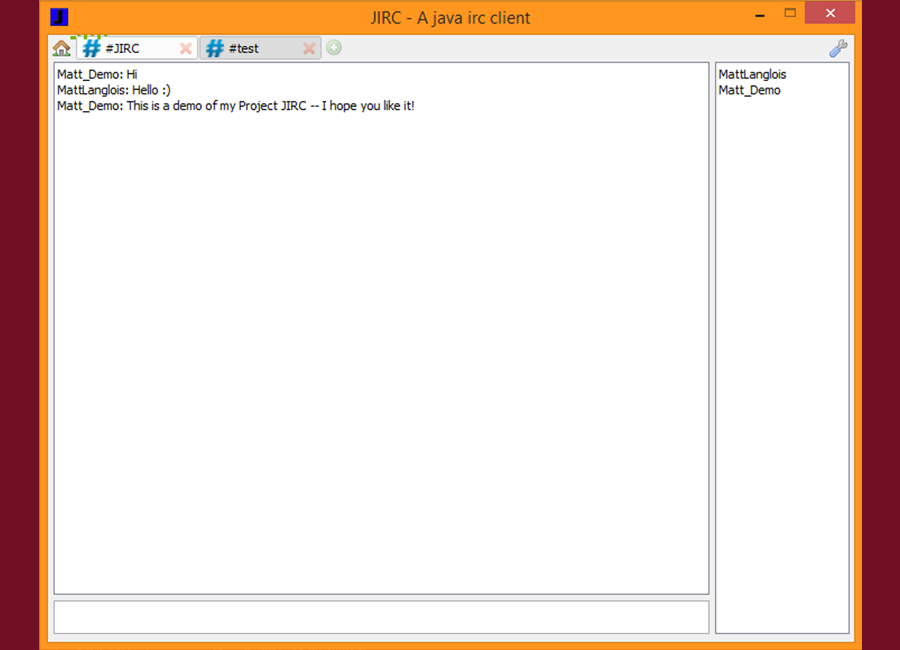 JIRC - A java irc client
#JIRC
#test
Matt_Demo: Hi
MattLanglois: Hello :)
Matt_Demo: This is a demo of my Project JIRC -- I hope you like it!
MattLanglois
Matt_Demo